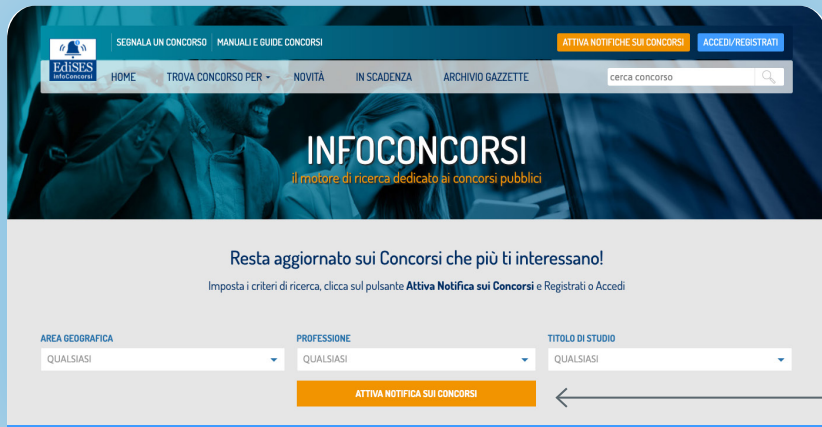 SEGNALA UN CONCORSO MANUALI E GUIDE CONCORSI ATTIVA NOTIFICHE SUI CONCORSI ACCEDI/REGISTRATI
EdiSES
infoConcorsi
HOME TROVA CONCORSO PER NOVITÀ IN SCADENZA ARCHIVIO GAZZETTE cerca concorso
INFOCONCORSI
il motore di ricerca dedicato ai concorsi pubblici
Resta aggiornato sui Concorsi che più ti interessano!
Imposta i criteri di ricerca, clicca sul pulsante Attiva Notifica sui Concorsi e Registrati o Accedi
AREA GEOGRAFICA PROFESSIONE TITOLO DI STUDIO
QUALSIASI QUALSIASI QUALSIASI
ATTIVA NOTIFICA SUI CONCORSI